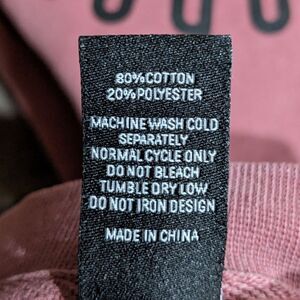 80%COTTON
20%POLYESTER
MACHINE WASH COLD
SEPARATELY
NORMAL CYCLE ONLY
DO NOT BLEACH
TUMBLE DRY LOW
DO NOT IRON DESIGN
MADE IN CHINA